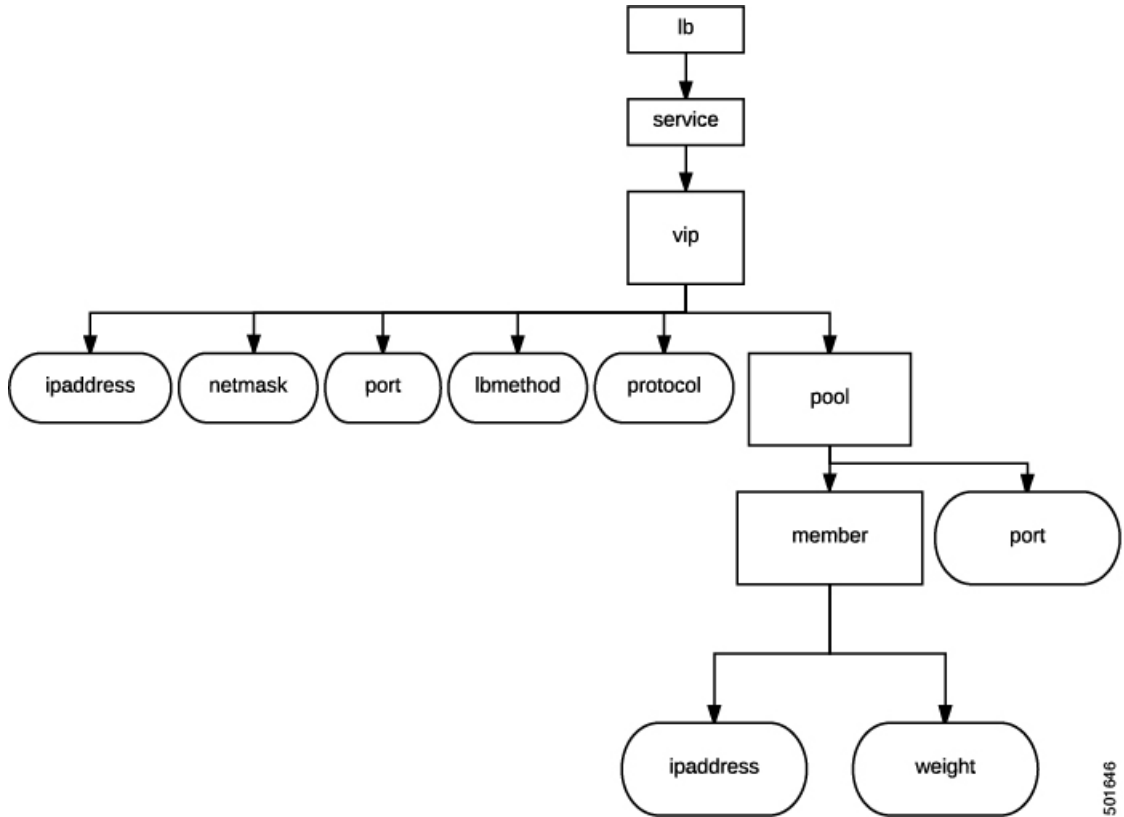 lb
service
vip
ipaddress
netmask
port
lbmethod
protocol
pool
member
port
ipaddress
weight
501646